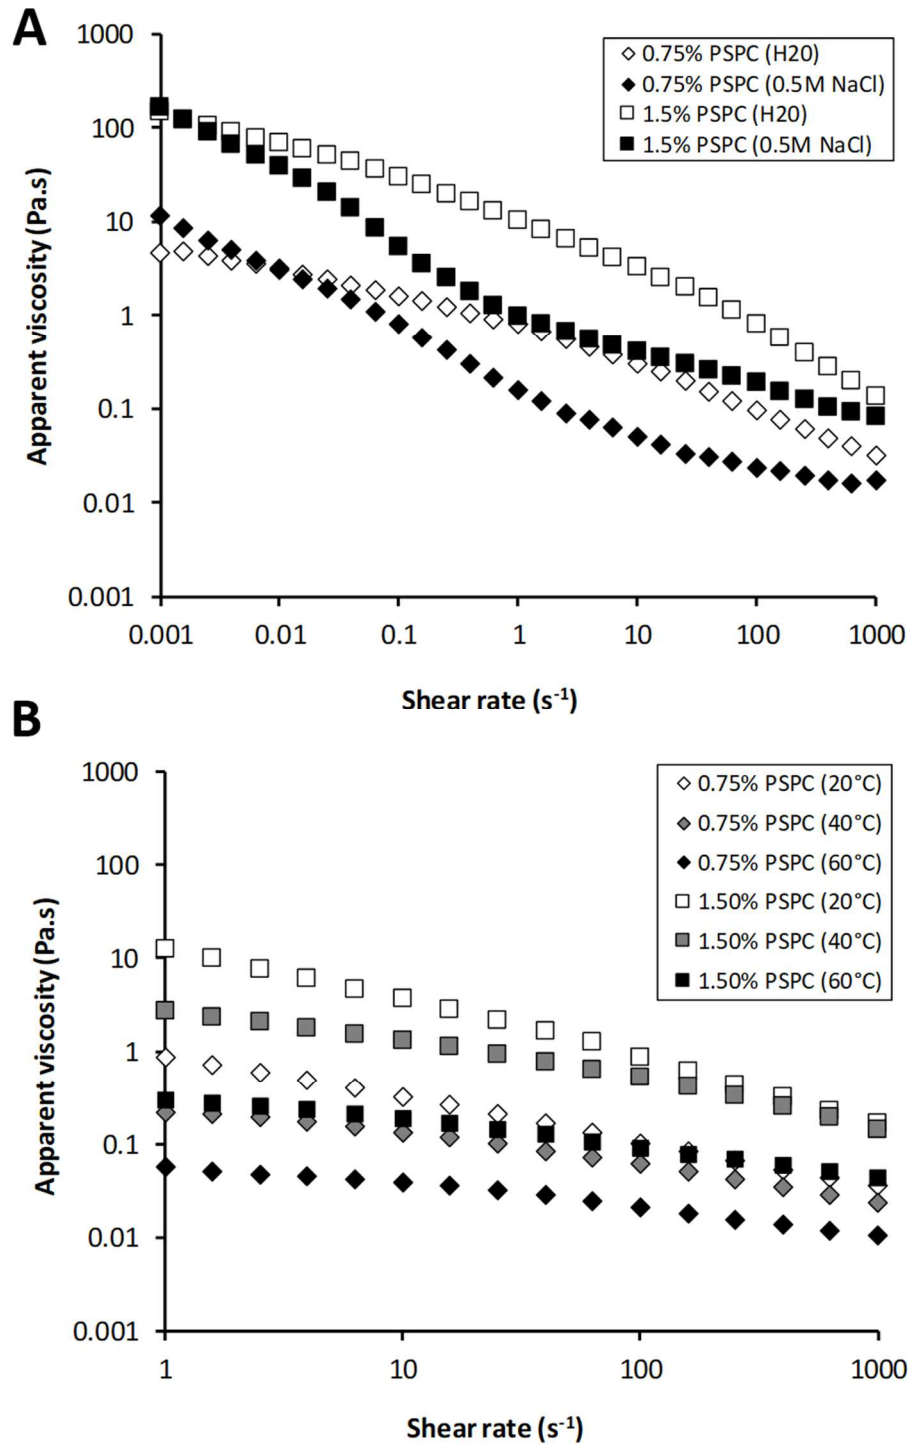 A
1000
100
10
1
0.1
0.01
0.001
Apparent viscosity (Pa.s)
0.75% PSPC (H20)
0.75% PSPC (0.5M NaCl)
1.5% PSPC (H20)
1.5% PSPC (0.5M NaCl)
0.001 0.01 0.1 1 10 100 1000
Shear rate (s-1)
B
1000
100
10
1
0.1
0.01
0.001
Apparent viscosity (Pa.s)
0.75% PSPC (20°C)
0.75% PSPC (40°C)
0.75% PSPC (60°C)
1.50% PSPC (20°C)
1.50% PSPC (40°C)
1.50% PSPC (60°C)
1 10 100 1000
Shear rate (s-1)